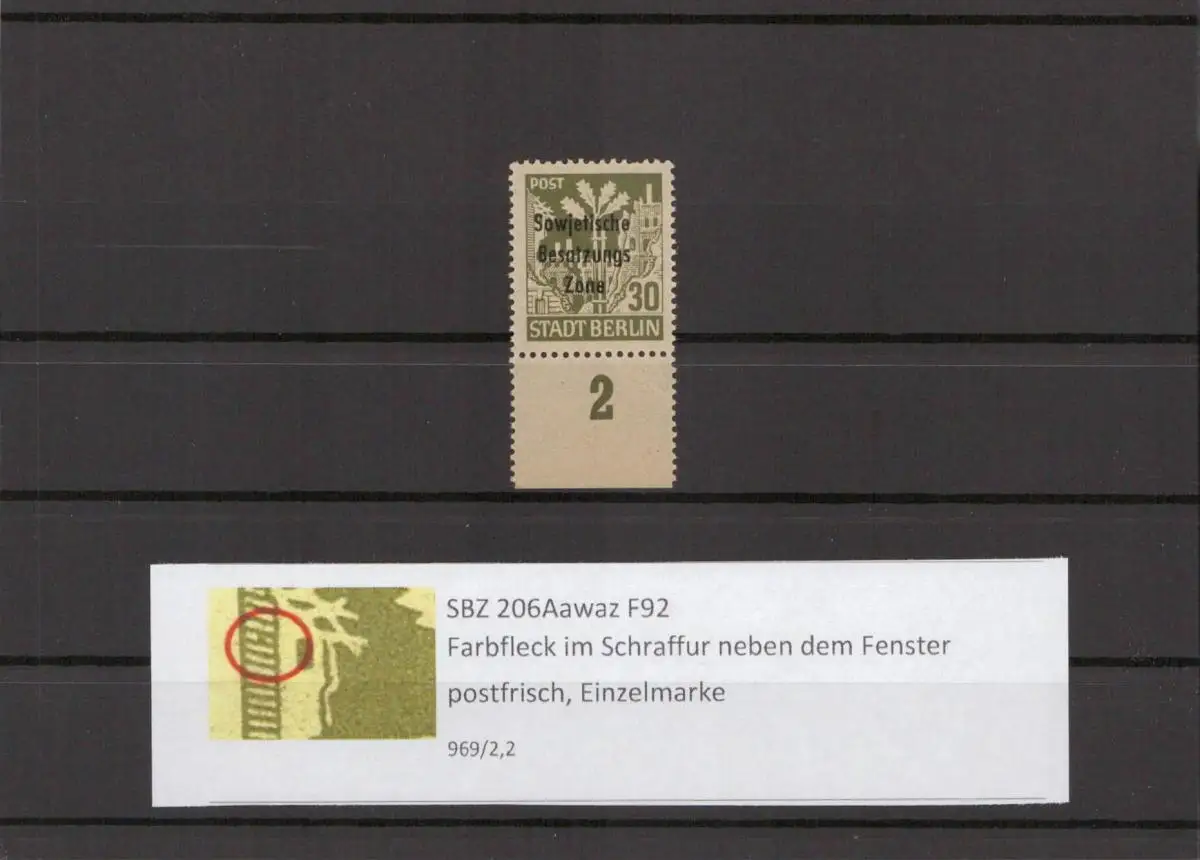 POST
Sowjetische
Besatzungs
Zone
30
STADT BERLIN
2
SBZ 206Aawaz F92
Farbfleck im Schraffur neben dem Fenster
postfrisch, Einzelmarke
969/2,2